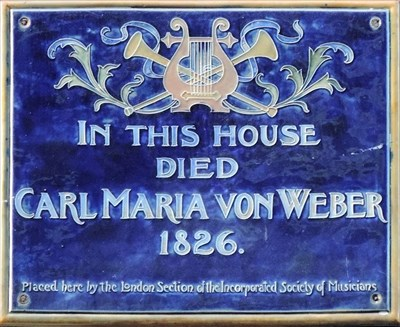 IN THIS HOUSE
DIED
CARL MARIA VON WEBER
1826.
Placed here by the London Section of the Incorporated Society of Musicians